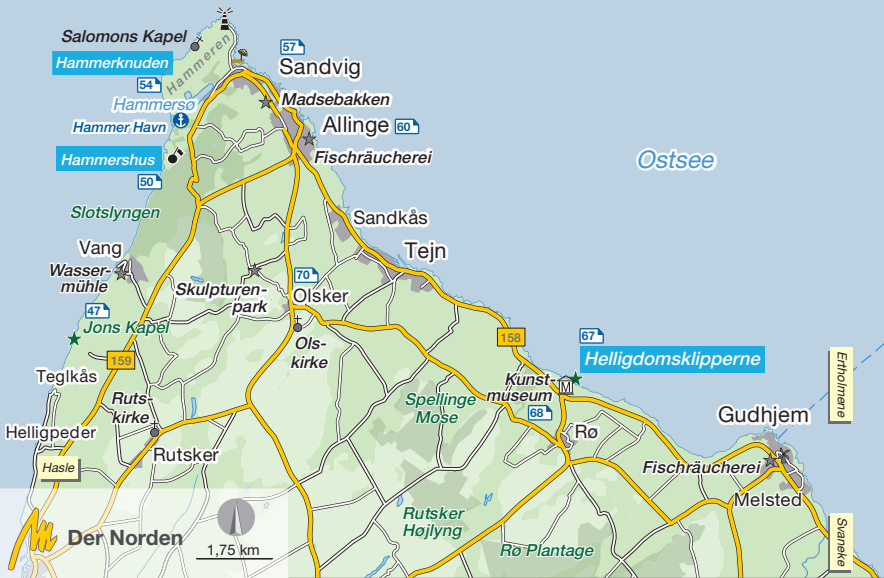 Salomons Kapel
Hammeren
57
Hammerknuden
Sandvig
54
Hammersø
Madsebakken
Hammer Havn
Allinge
60
Hammershus
Fischräucherei
Ostsee
50
Slotslyngen
Sandkås
Vang
Tejn
Wasser-
mühle
Skulpturen-
park
70
Olsker
47
Jons Kapel
Ols-
kirke
158
67
Helligdomsklipperne
159
Teglkås
Kunst-
museum
M
68
Ertholmene
Ruts-
kirke
Spellinge
Mose
Gudhjem
Helligpeder
Rø
Rutsker
Hasle
Fischräucherei
Melsted
Rutsker
Højlyng
Rø Plantage
Svaneke
Der Norden
1,75 km